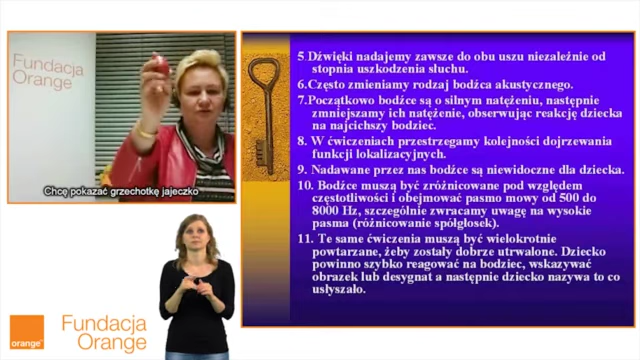 Fundacja
Orange
Chcę pokazać grzechotkę jajeczko
5.Dźwięki nadajemy zawsze do obu uszu niezależnie od
stopnia uszkodzenia słuchu.
6.Często zmieniamy rodzaj bodźca akustycznego.
7.Początkowo bodźce są o silnym natężeniu, następnie
zmniejszamy ich natężenie, obserwując reakcję dziecka
na najcichszy bodziec.
8. W ćwiczeniach przestrzegamy kolejności dojrzewania
funkcji lokalizacyjnych.
9. Nadawane przez nas bodźce są niewidoczne dla dziecka.
10. Bodźce muszą być zróżnicowane pod względem
częstotliwości i obejmować pasmo mowy od 500 do
8000 Hz, szczególnie zwracamy uwagę na wysokie
pasma (różnicowanie spółgłosek).
11. Te same ćwiczenia muszą być wielokrotnie
powtarzane, żeby zostały dobrze utrwalone. Dziecko
powinno szybko reagować na bodziec, wskazywać
obrazek lub desygnat a następnie dziecko nazywa to co
usłyszało.
orange™
Fundacja
Orange